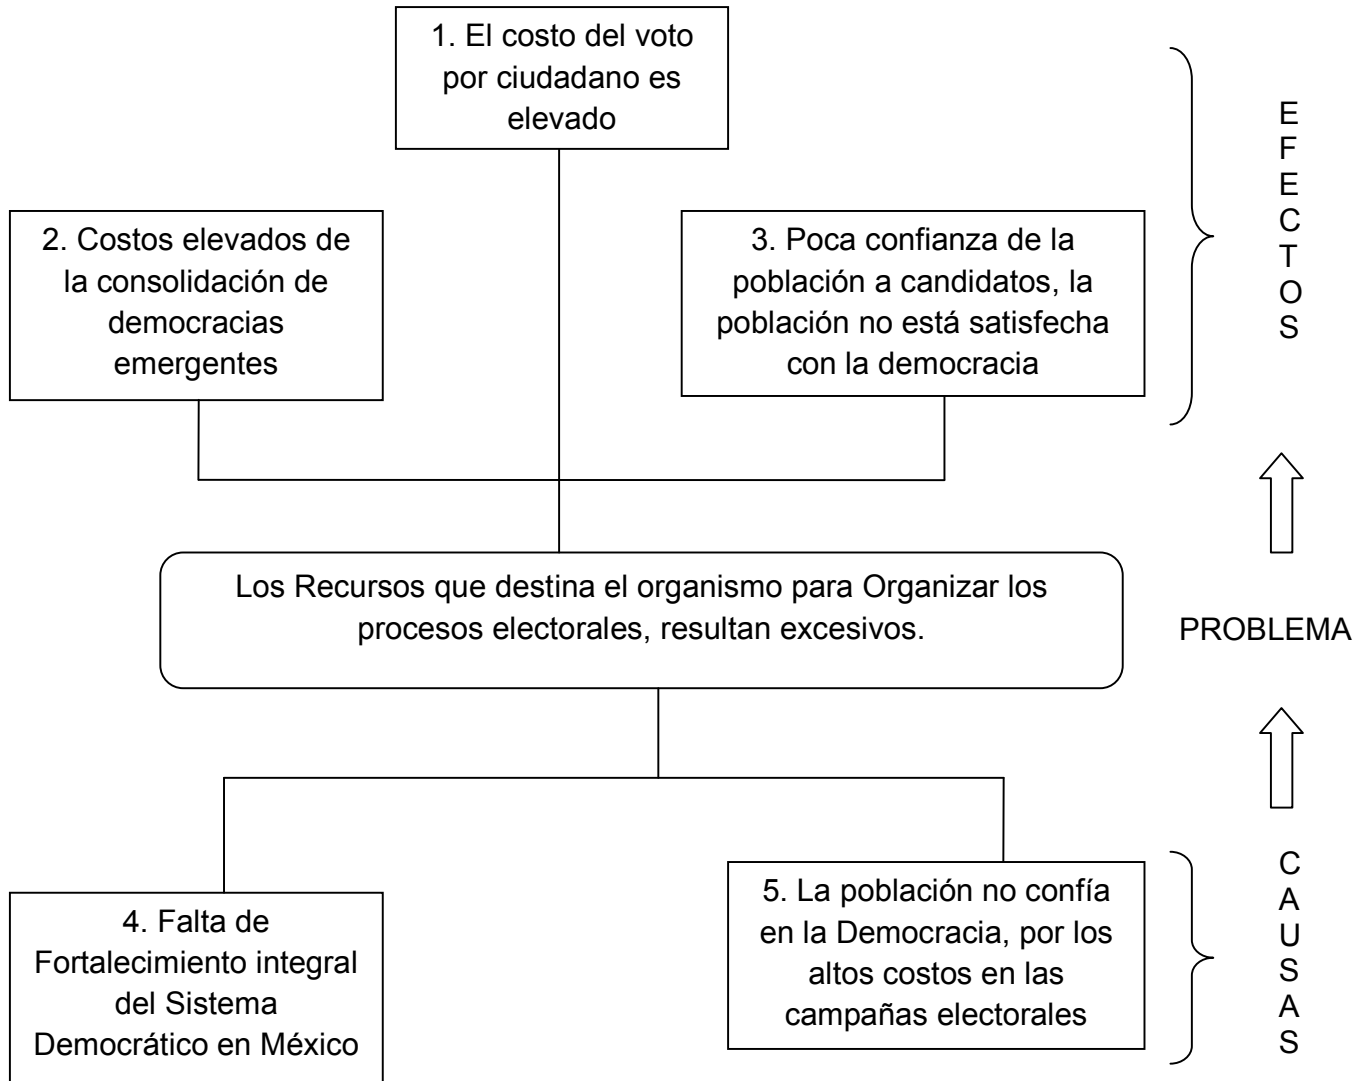 1. El costo del voto
por ciudadano es
elevado
2. Costos elevados de
la consolidación de
democracias
emergentes
3. Poca confianza de la
población a candidatos, la
población no está satisfecha
con la democracia
EFECTOS
Los Recursos que destina el organismo para Organizar los
procesos electorales, resultan excesivos.
PROBLEMA
4. Falta de
Fortalecimiento integral
del Sistema
Democrático en México
5. La población no confía
en la Democracia, por los
altos costos en las
campañas electorales
CAUSAS